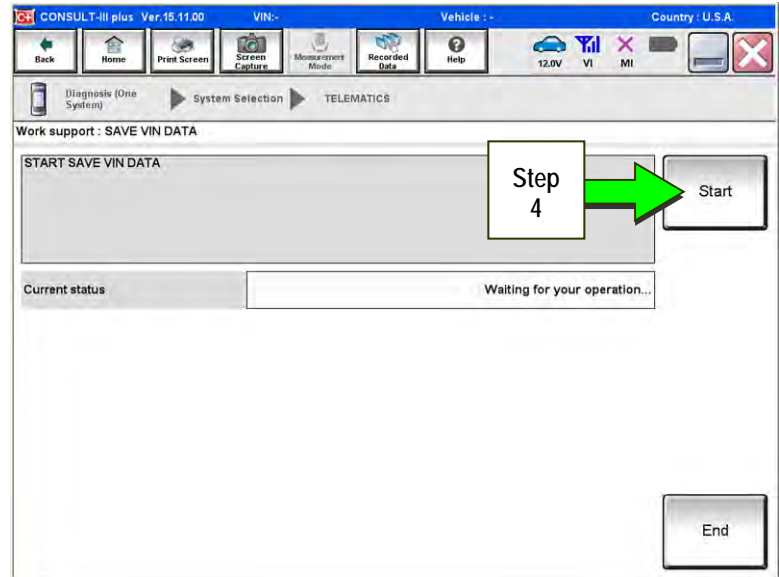 C+ CONSULT-III plus Ver.15.11.00 VIN:- Vehicle : - Country : U.S.A.
Back Home Print Screen Screen Capture Measurement Mode Recorded Data Help 12.0V VI MI
Diagnosis (One System) System Selection TELEMATICS
Work support : SAVE VIN DATA
START SAVE VIN DATA
Step
4
Start
Current status Waiting for your operation...
End